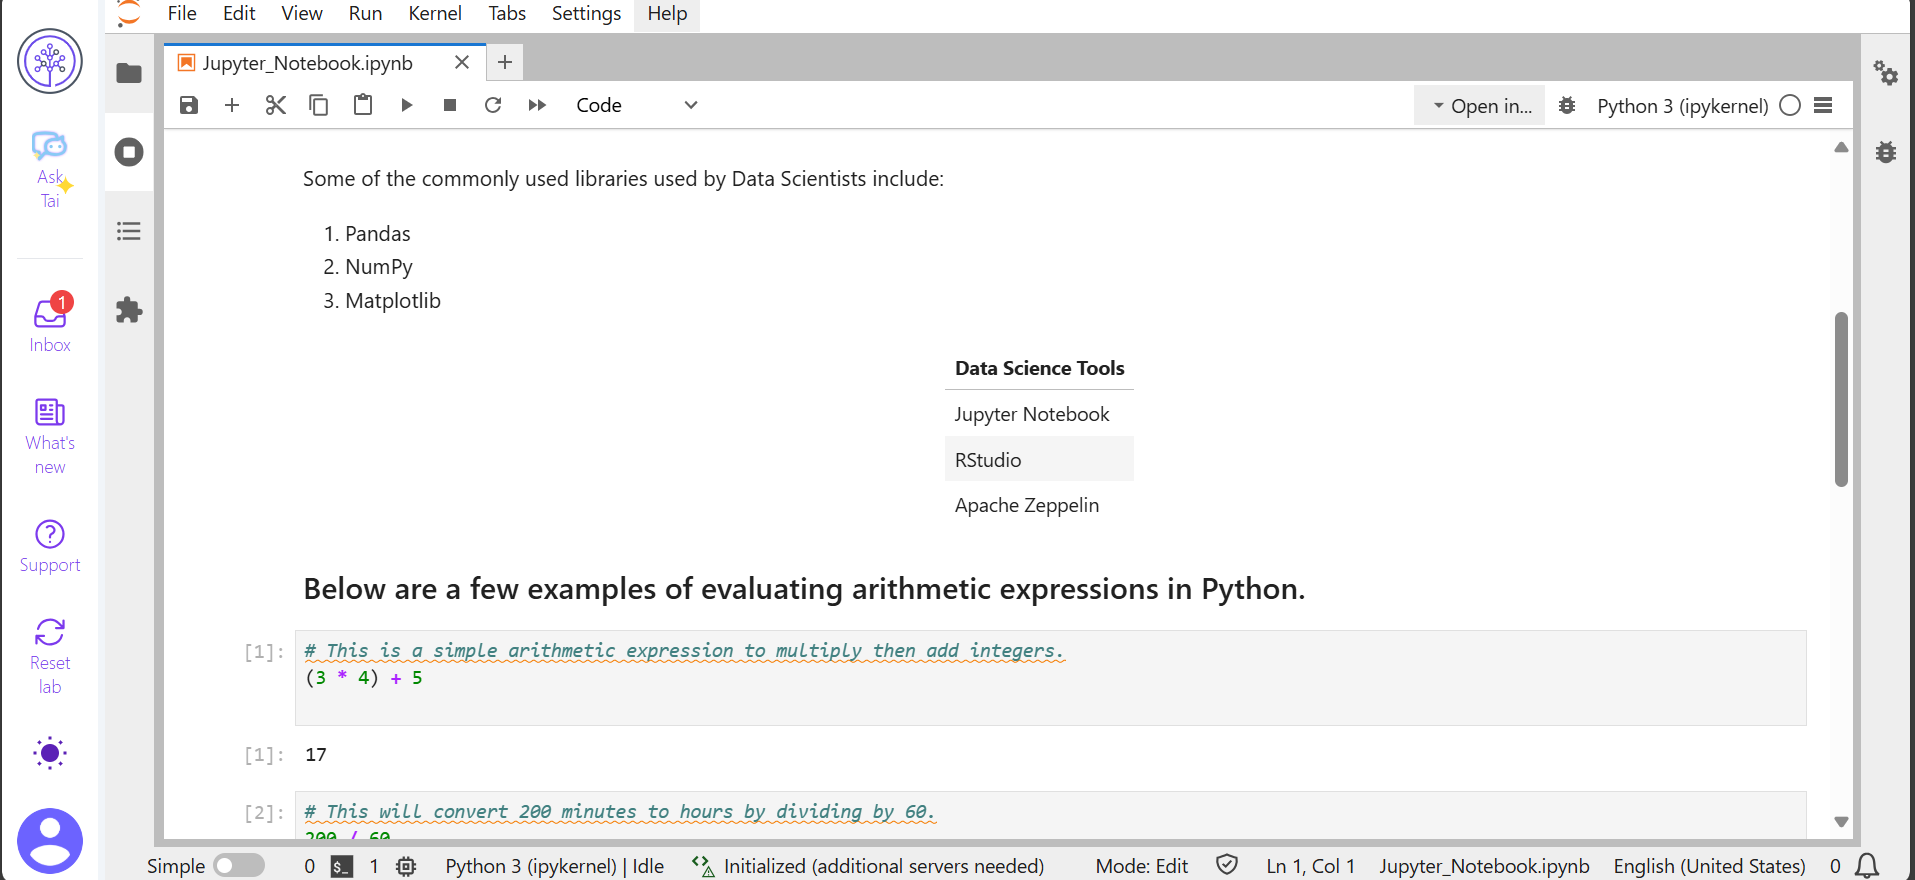 File Edit View Run Kernel Tabs Settings Help
Jupyter_Notebook.ipynb
Code
Open in...
Python 3 (ipykernel)
Ask
Tai
1
Inbox
What's
new
Support
Reset
lab
Some of the commonly used libraries used by Data Scientists include:
1. Pandas
2. NumPy
3. Matplotlib
Data Science Tools
Jupyter Notebook
RStudio
Apache Zeppelin
Below are a few examples of evaluating arithmetic expressions in Python.
[1]: # This is a simple arithmetic expression to multiply then add integers.
(3 * 4) + 5
[1]: 17
[2]: # This will convert 200 minutes to hours by dividing by 60.
200 / 60
Simple 0 $_ 1 Python 3 (ipykernel) | Idle Initialized (additional servers needed) Mode: Edit Ln 1, Col 1 Jupyter_Notebook.ipynb English (United States) 0